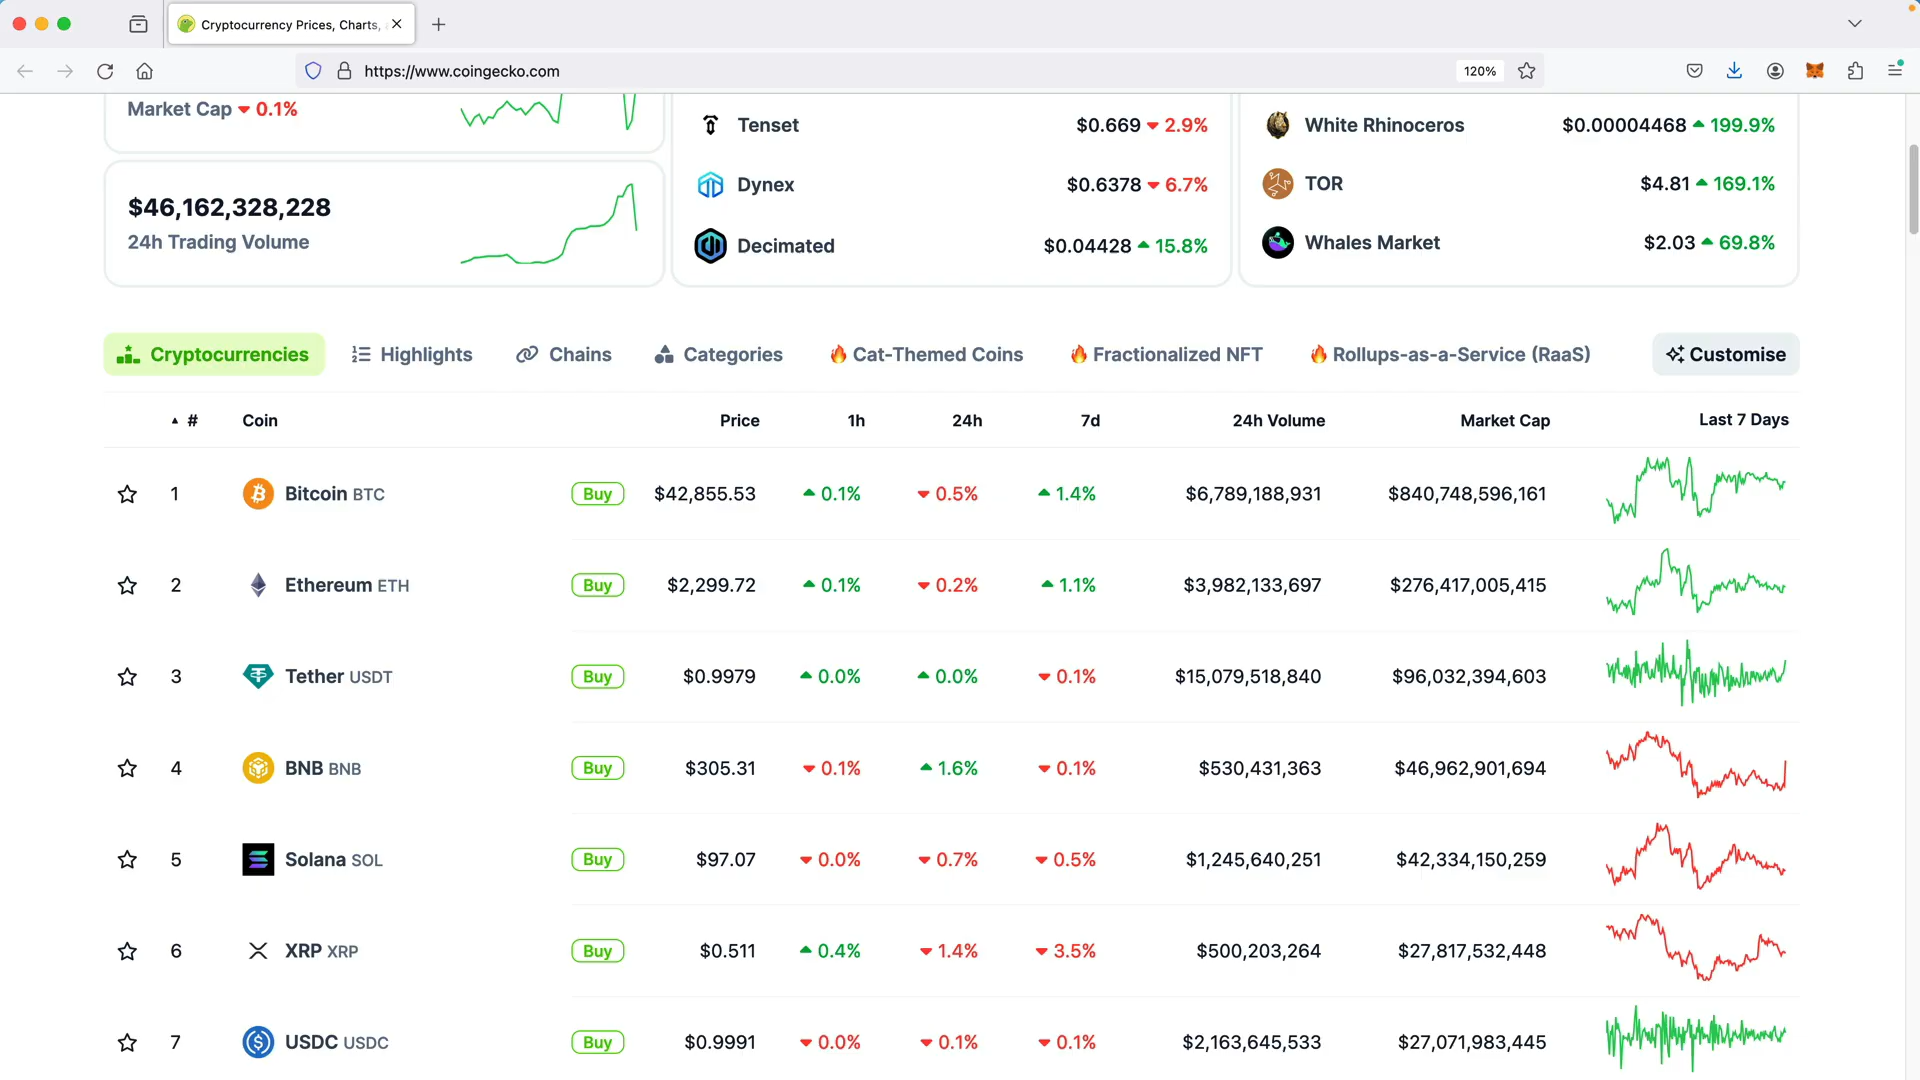 Cryptocurrency Prices, Charts,
https://www.coingecko.com
120%
Market Cap 0.1%
$46,162,328,228
24h Trading Volume
Tenset $0.669 2.9%
Dynex $0.6378 6.7%
Decimated $0.04428 15.8%
White Rhinoceros $0.00004468 199.9%
TOR $4.81 169.1%
Whales Market $2.03 69.8%
Cryptocurrencies Highlights Chains Categories 🔥 Cat-Themed Coins 🔥 Fractionalized NFT 🔥 Rollups-as-a-Service (RaaS) Customise
# Coin Price 1h 24h 7d 24h Volume Market Cap Last 7 Days
1 Bitcoin BTC Buy $42,855.53 0.1% 0.5% 1.4% $6,789,188,931 $840,748,596,161
2 Ethereum ETH Buy $2,299.72 0.1% 0.2% 1.1% $3,982,133,697 $276,417,005,415
3 Tether USDT Buy $0.9979 0.0% 0.0% 0.1% $15,079,518,840 $96,032,394,603
4 BNB BNB Buy $305.31 0.1% 1.6% 0.1% $530,431,363 $46,962,901,694
5 Solana SOL Buy $97.07 0.0% 0.7% 0.5% $1,245,640,251 $42,334,150,259
6 XRP XRP Buy $0.511 0.4% 1.4% 3.5% $500,203,264 $27,817,532,448
7 USDC USDC Buy $0.9991 0.0% 0.1% 0.1% $2,163,645,533 $27,071,983,445